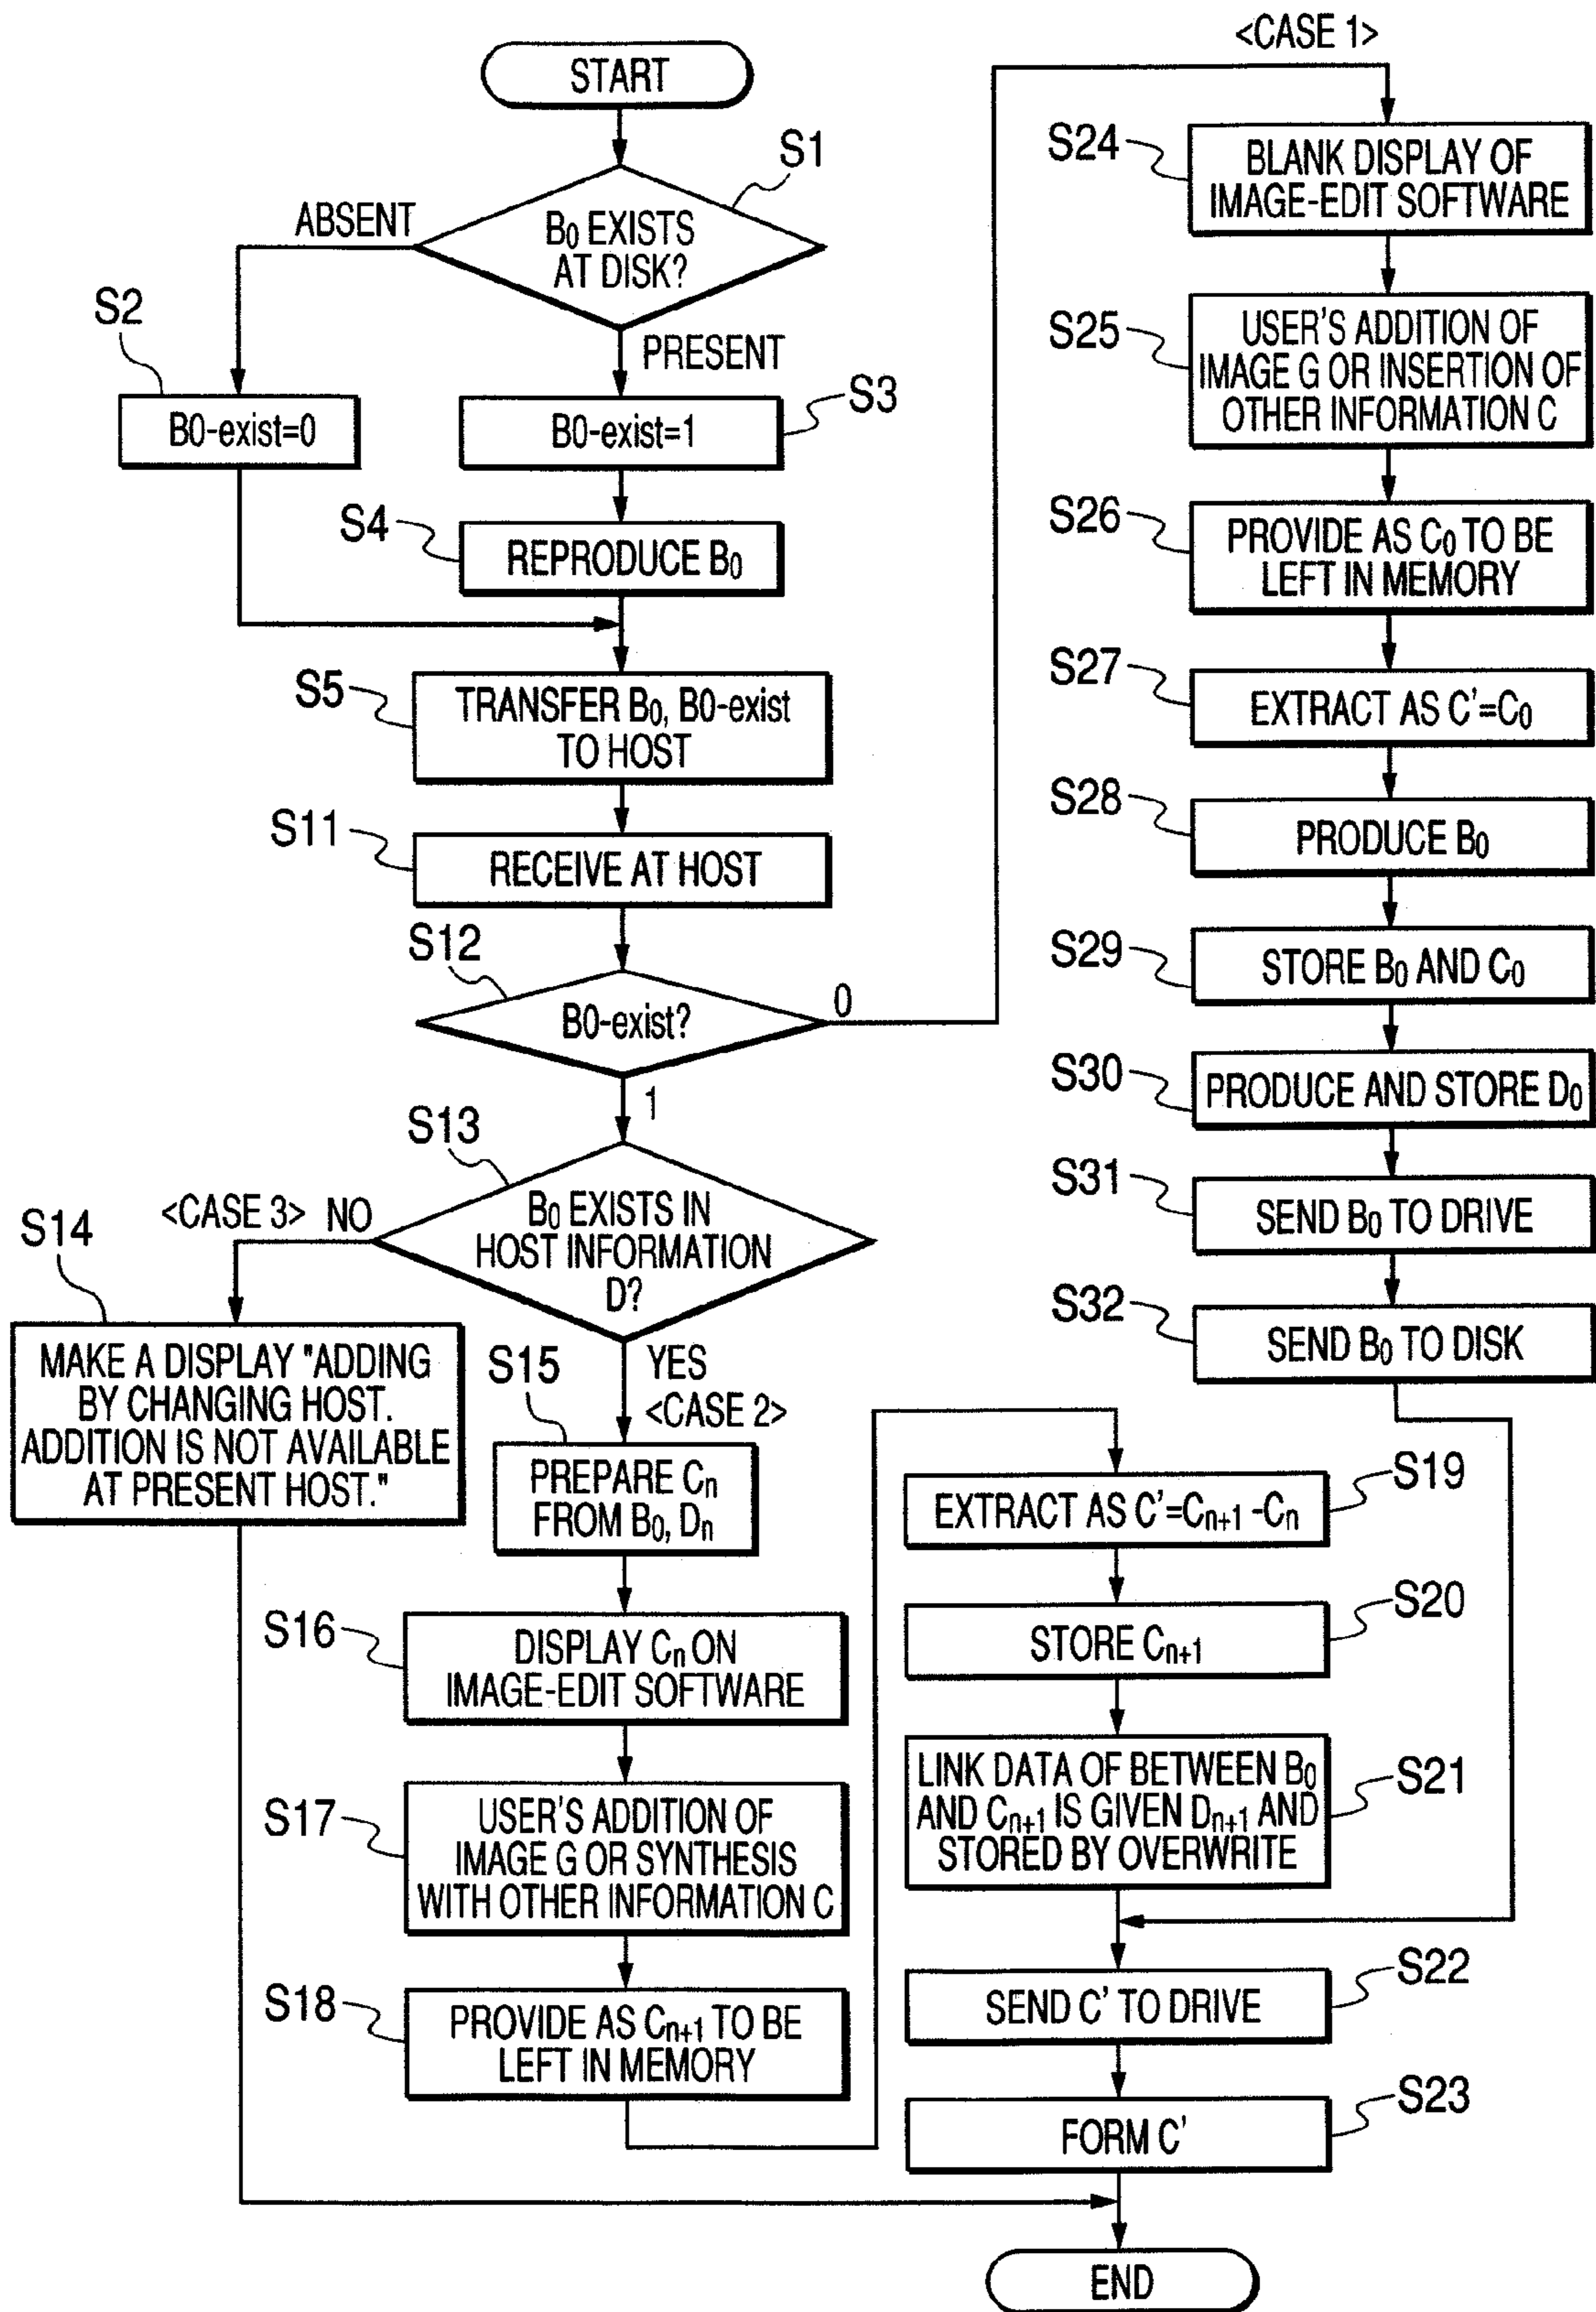 START
S1
B0 EXISTS
AT DISK?
ABSENT
PRESENT
S2
B0-exist=0
S3
B0-exist=1
S4
REPRODUCE B0
S5
TRANSFER B0, B0-exist
TO HOST
S11
RECEIVE AT HOST
S12
B0-exist?
0
1
S13
B0 EXISTS IN
HOST INFORMATION
D?
<CASE 3> NO
S14
MAKE A DISPLAY "ADDING
BY CHANGING HOST.
ADDITION IS NOT AVAILABLE
AT PRESENT HOST."
YES
<CASE 2>
S15
PREPARE Cn
FROM B0, Dn
S16
DISPLAY Cn ON
IMAGE-EDIT SOFTWARE
S17
USER'S ADDITION OF
IMAGE G OR SYNTHESIS
WITH OTHER INFORMATION C
S18
PROVIDE AS Cn+1 TO BE
LEFT IN MEMORY
<CASE 1>
S24
BLANK DISPLAY OF
IMAGE-EDIT SOFTWARE
S25
USER'S ADDITION OF
IMAGE G OR INSERTION OF
OTHER INFORMATION C
S26
PROVIDE AS C0 TO BE
LEFT IN MEMORY
S27
EXTRACT AS C'=C0
S28
PRODUCE B0
S29
STORE B0 AND C0
S30
PRODUCE AND STORE D0
S31
SEND B0 TO DRIVE
S32
SEND B0 TO DISK
S19
EXTRACT AS C'=Cn+1 -Cn
S20
STORE Cn+1
S21
LINK DATA OF BETWEEN B0
AND Cn+1 IS GIVEN Dn+1 AND
STORED BY OVERWRITE
S22
SEND C' TO DRIVE
S23
FORM C'
END